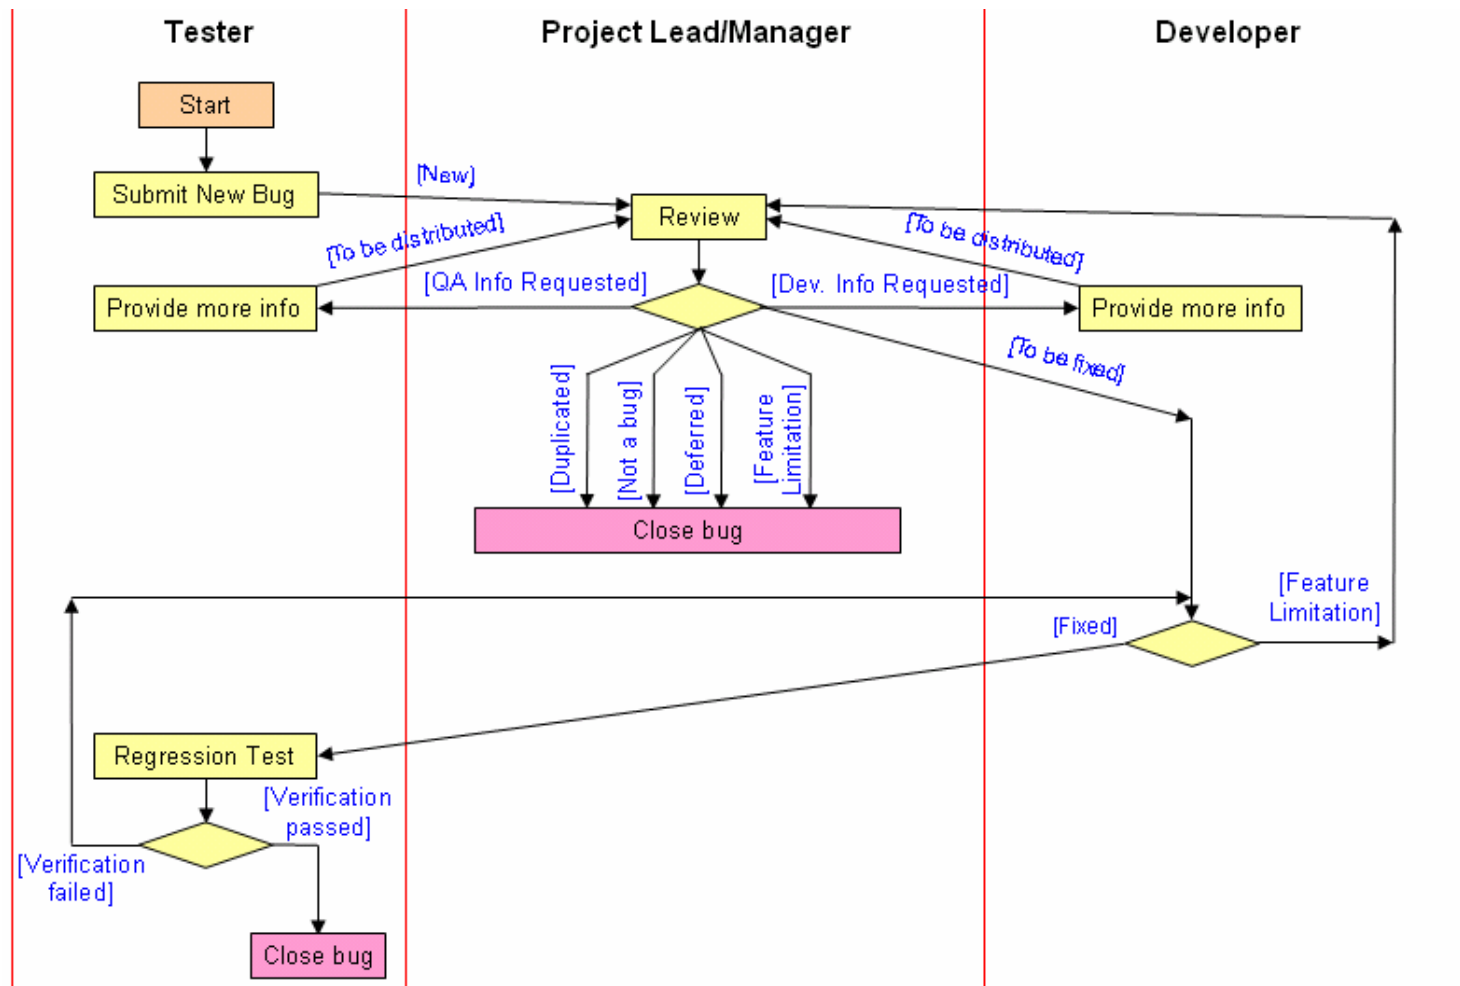 Tester
Project Lead/Manager
Developer
Start
Submit New Bug
[New]
Review
[To be distributed]
[To be distributed]
[QA Info Requested]
[Dev. Info Requested]
Provide more info
Provide more info
[To be fixed]
[Duplicated]
[Not a bug]
[Deferred]
[Feature
Limitation]
Close bug
[Feature
Limitation]
[Fixed]
Regression Test
[Verification
passed]
[Verification
failed]
Close bug